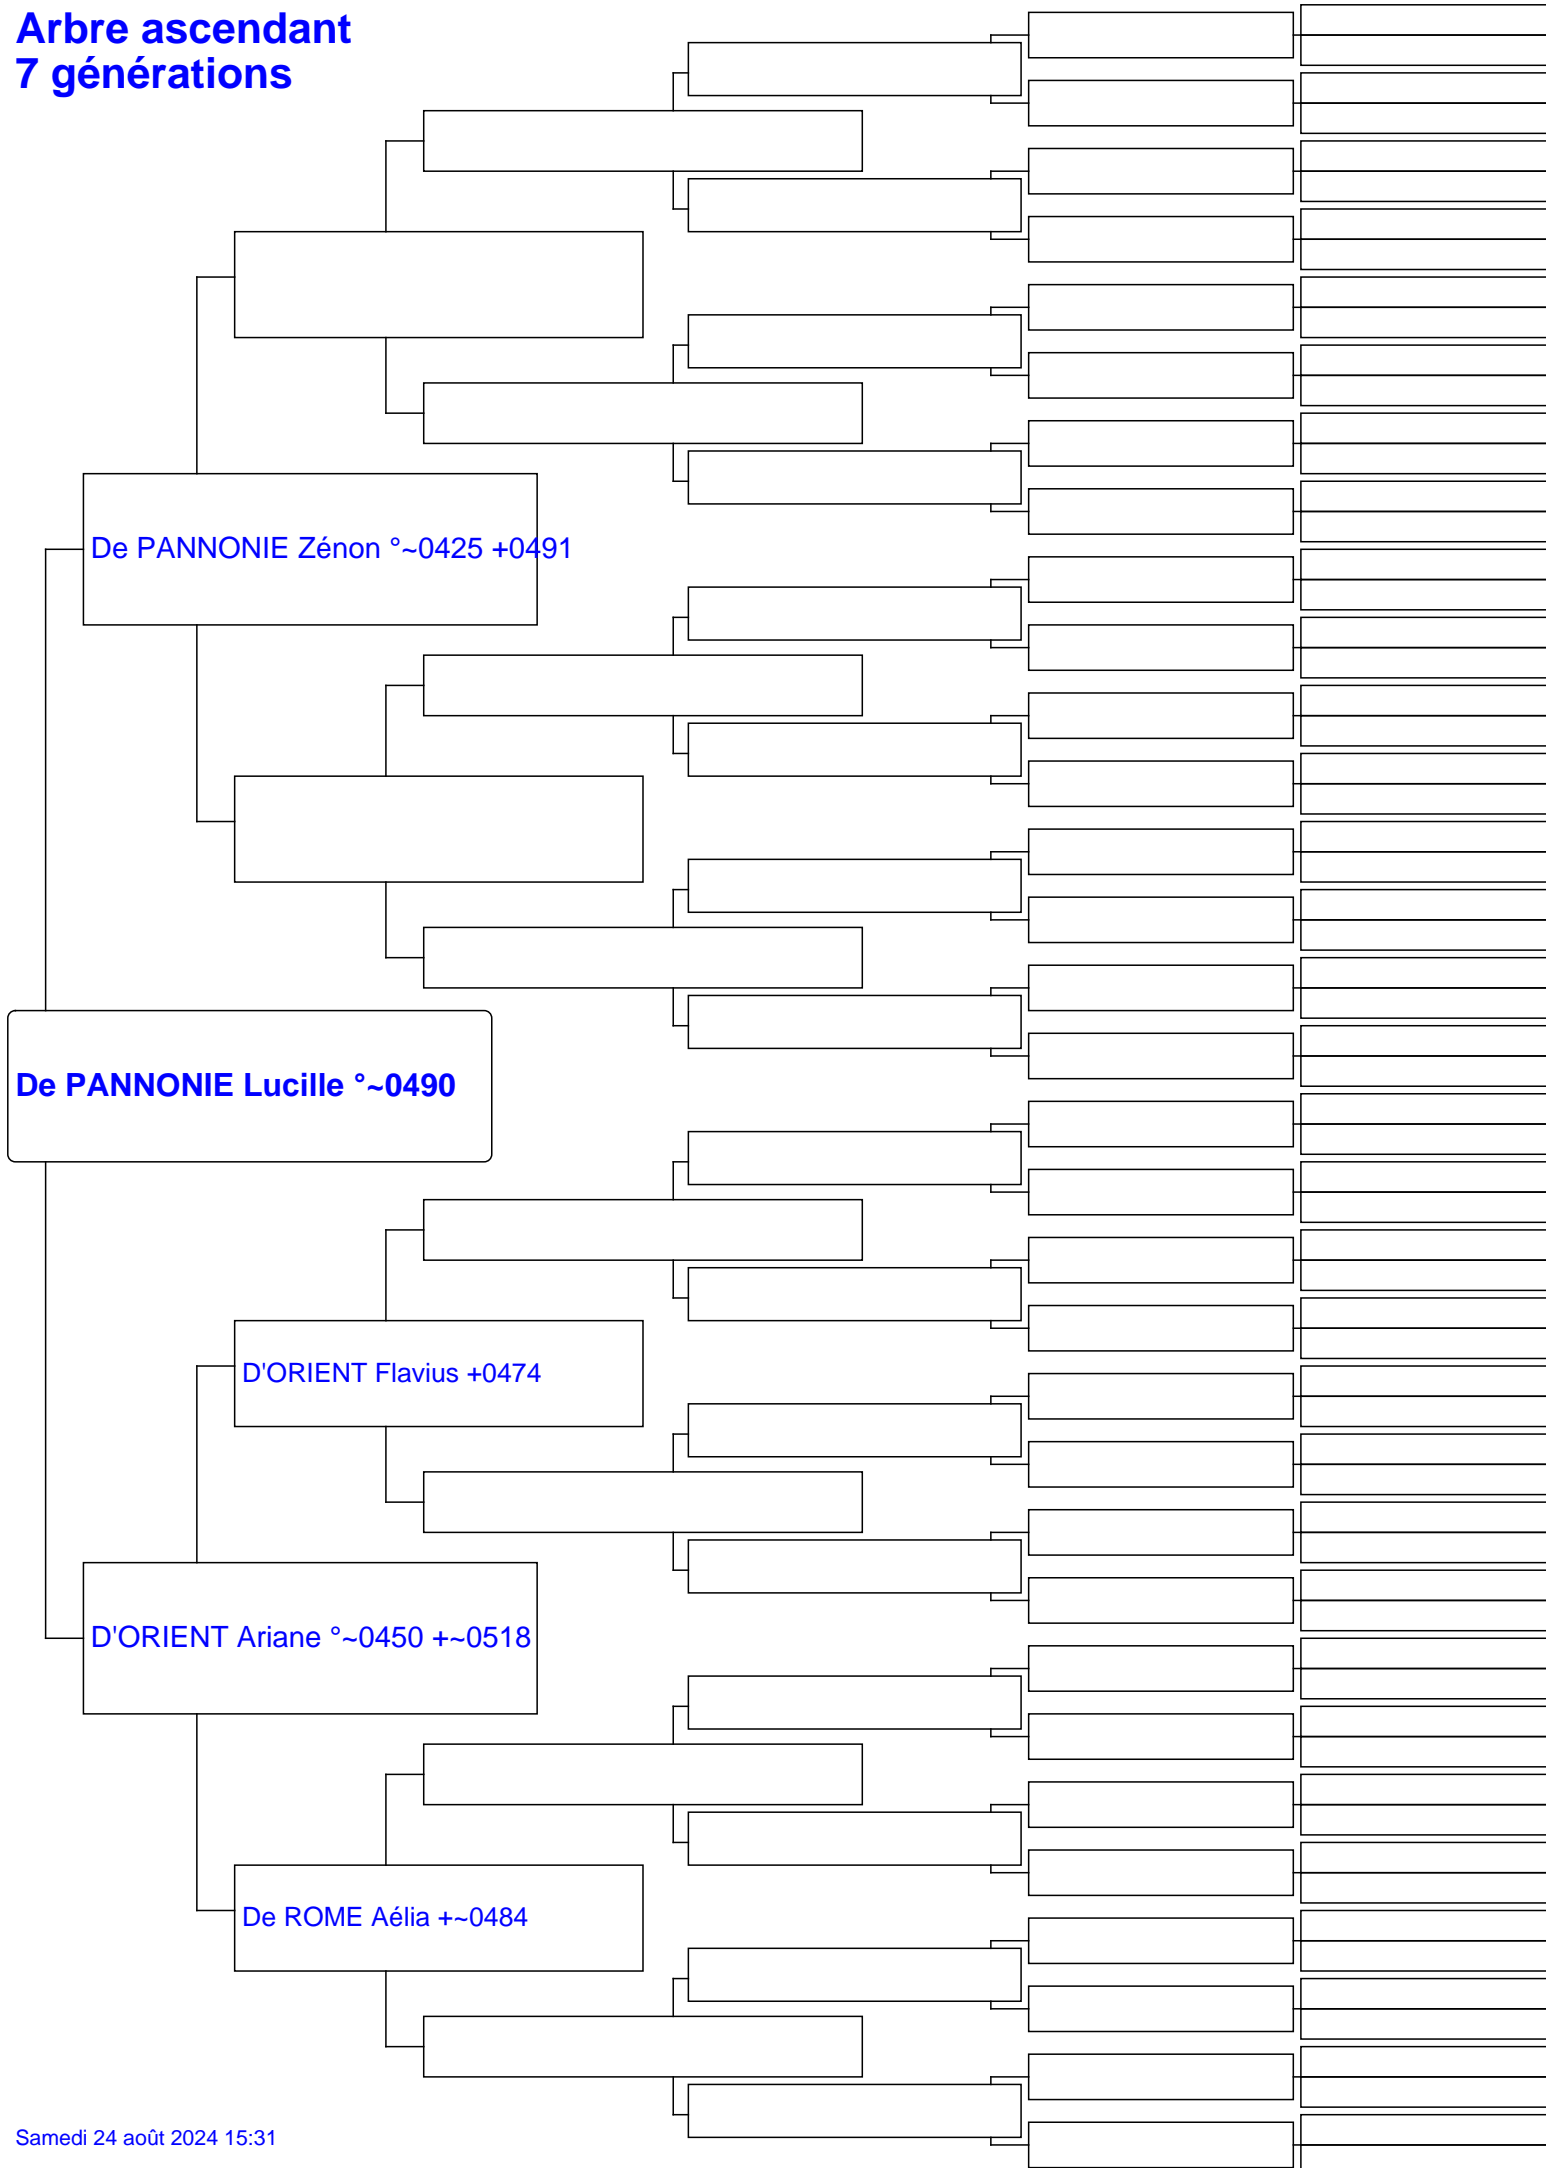 Arbre ascendant
7 générations
De PANNONIE Zénon °~0425 +0491
De PANNONIE Lucille °~0490
D'ORIENT Flavius +0474
D'ORIENT Ariane °~0450 +~0518
De ROME Aélia +~0484
Samedi 24 août 2024 15:31